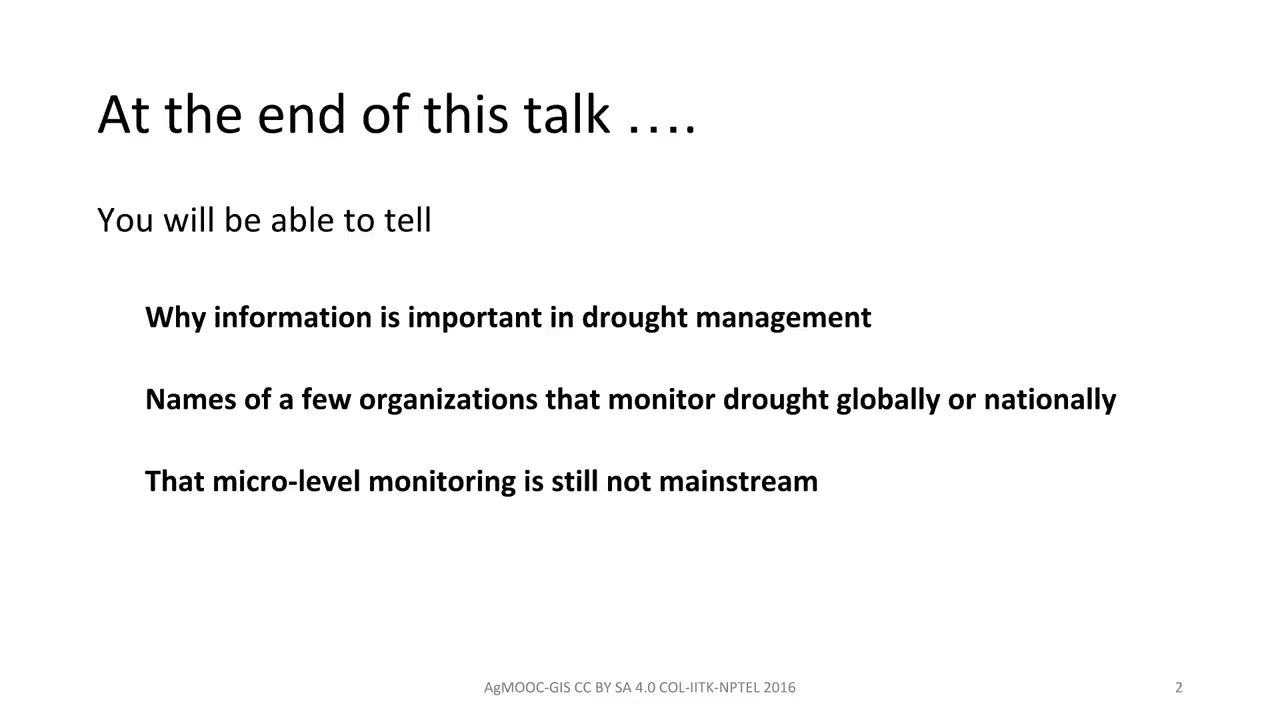 At the end of this talk ….
You will be able to tell
Why information is important in drought management
Names of a few organizations that monitor drought globally or nationally
That micro-level monitoring is still not mainstream
AgMOOC-GIS CC BY SA 4.0 COL-IITK-NPTEL 2016
2